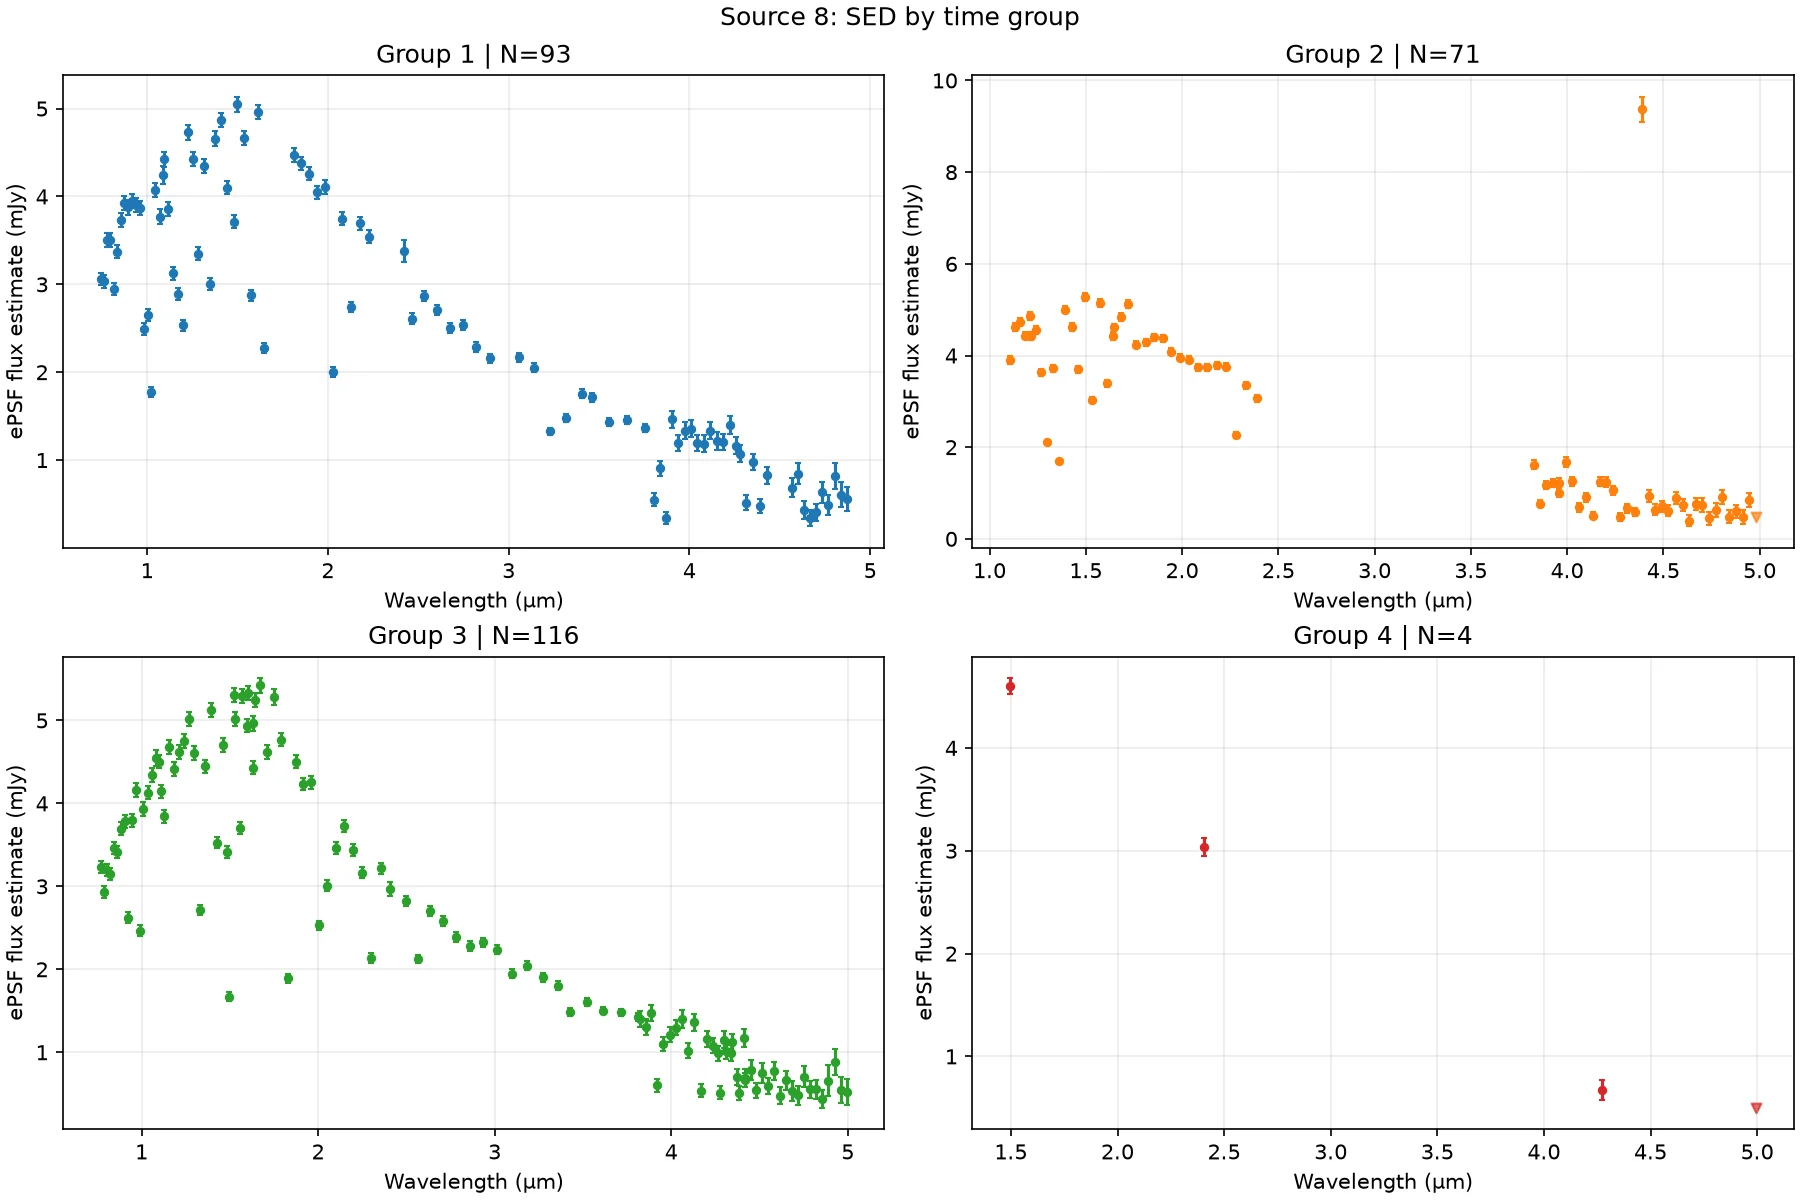 Source 8: SED by time group
Group 1 | N=93
ePSF flux estimate (mJy)
5
4
3
2
1
1 2 3 4 5
Wavelength (μm)
Group 2 | N=71
ePSF flux estimate (mJy)
10
8
6
4
2
0
1.0 1.5 2.0 2.5 3.0 3.5 4.0 4.5 5.0
Wavelength (μm)
Group 3 | N=116
ePSF flux estimate (mJy)
5
4
3
2
1
1 2 3 4 5
Wavelength (μm)
Group 4 | N=4
ePSF flux estimate (mJy)
4
3
2
1
1.5 2.0 2.5 3.0 3.5 4.0 4.5 5.0
Wavelength (μm)